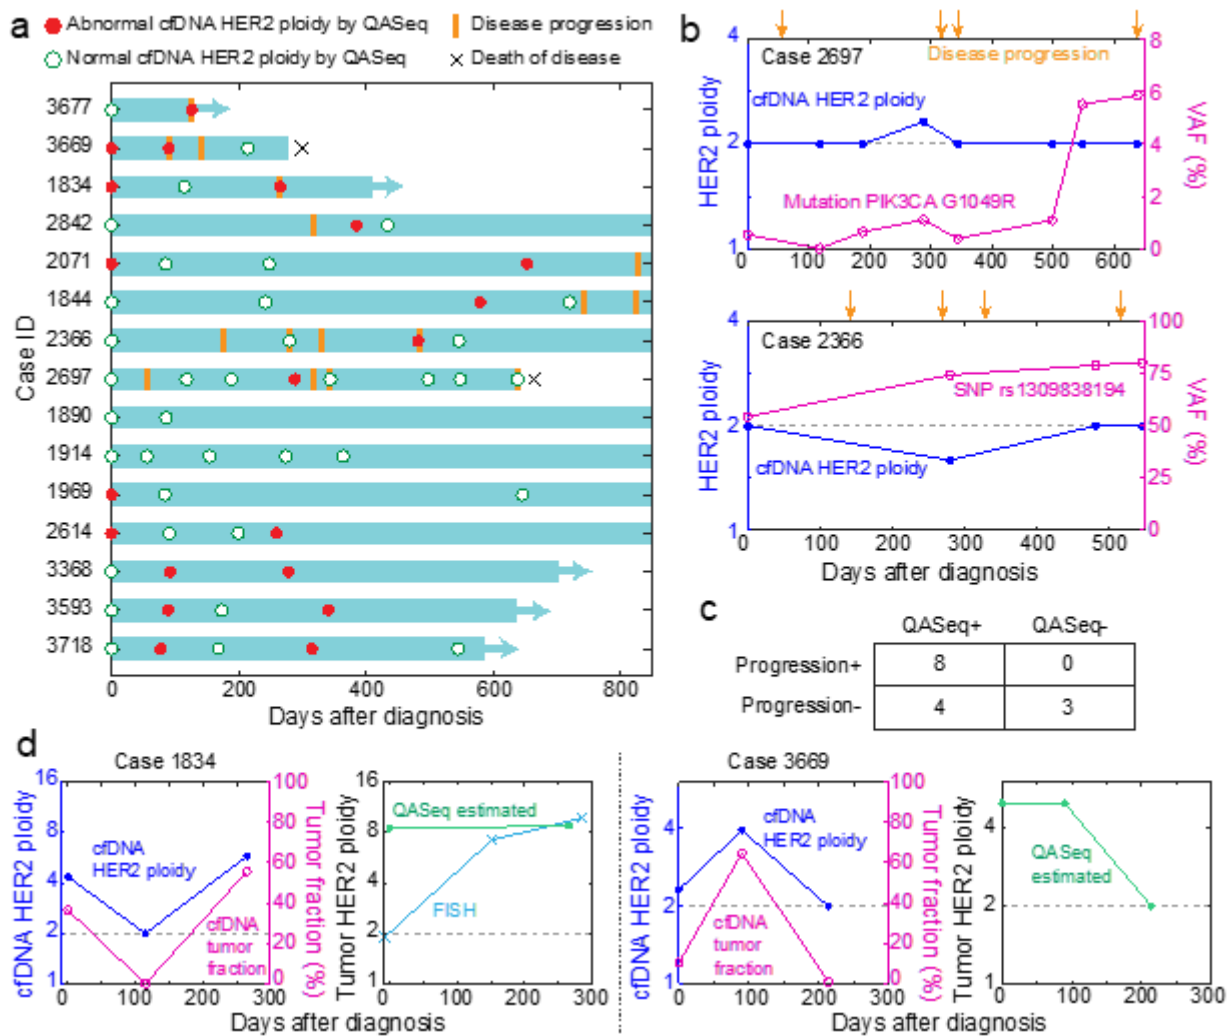 a
Abnormal cfDNA HER2 ploidy by QASeq
Disease progression
Normal cfDNA HER2 ploidy by QASeq
Death of disease
Case ID
3677
3669
1834
2842
2071
1844
2366
2697
1890
1914
1969
2614
3368
3593
3718
0 200 400 600 800
Days after diagnosis
b
Case 2697
Disease progression
cfDNA HER2 ploidy
Mutation PIK3CA G1049R
HER2 ploidy
4
2
1
VAF (%)
8
6
4
2
0
0 100 200 300 400 500 600
Case 2366
SNP rs1309838194
cfDNA HER2 ploidy
HER2 ploidy
4
2
1
VAF (%)
100
75
50
25
0
0 100 200 300 400 500
Days after diagnosis
c
QASeq+ QASeq-
Progression+ 8 0
Progression- 4 3
d
Case 1834
cfDNA HER2 ploidy
16
8
4
2
1
cfDNA
HER2 ploidy
cfDNA
tumor
fraction
Tumor fraction (%)
100
80
60
40
20
0
0 100 200 300
Tumor HER2 ploidy
16
8
4
2
1
QASeq estimated
FISH
0 100 200 300
Days after diagnosis
Case 3669
cfDNA HER2 ploidy
4
2
1
cfDNA
HER2 ploidy
cfDNA
tumor
fraction
Tumor fraction (%)
100
80
60
40
20
0
0 100 200 300
Tumor HER2 ploidy
4
2
1
QASeq
estimated
0 100 200 300
Days after diagnosis